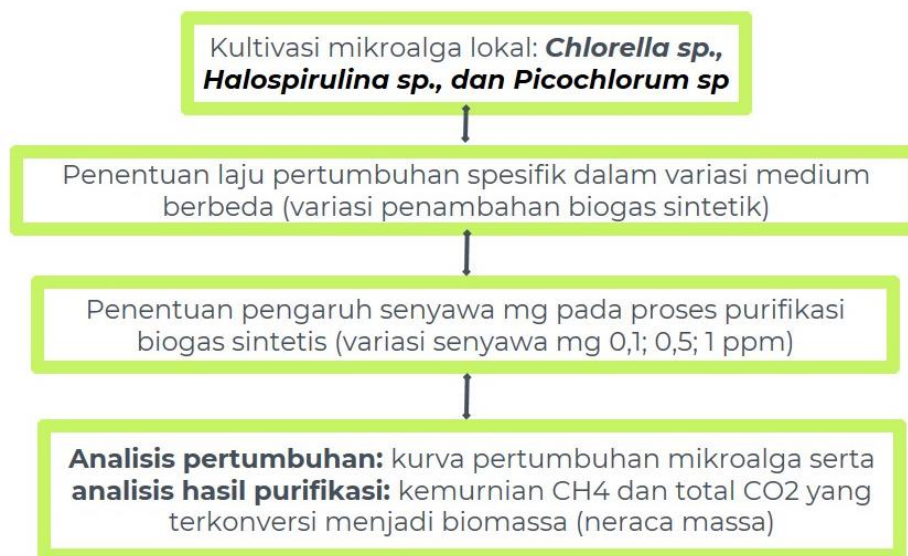 Kultivasi mikroalga lokal: Chlorella sp.,
Halospirulina sp., dan Picochlorum sp
Penentuan laju pertumbuhan spesifik dalam variasi medium
berbeda (variasi penambahan biogas sintetik)
Penentuan pengaruh senyawa mg pada proses purifikasi
biogas sintetis (variasi senyawa mg 0,1; 0,5; 1 ppm)
Analisis pertumbuhan: kurva pertumbuhan mikroalga serta
analisis hasil purifikasi: kemurnian CH4 dan total CO2 yang
terkonversi menjadi biomassa (neraca massa)